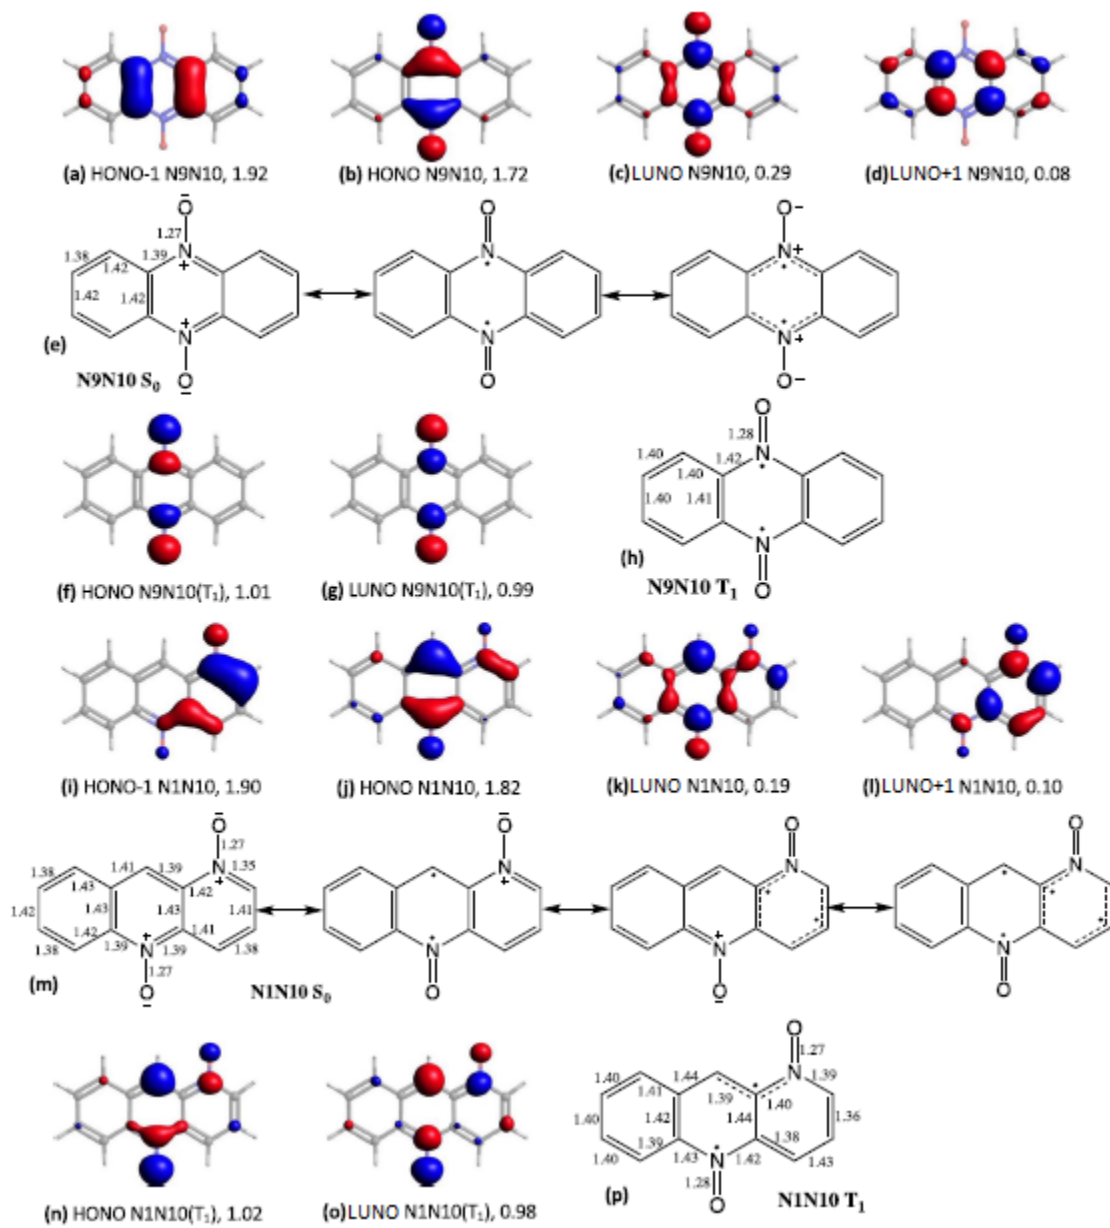 (a) HONO-1 N9N10, 1.92
(b) HONO N9N10, 1.72
(c) LUNO N9N10, 0.29
(d) LUNO+1 N9N10, 0.08
O O O−
1.27
1.38 1.42 1.39 N + N N+
1.42 1.42
N + N N+
(e) O O O−
N9N10 S₀
O
1.28
1.40 1.42 N
1.40
1.40 1.41
N
(f) HONO N9N10(T₁), 1.01
(g) LUNO N9N10(T₁), 0.99
(h) O
N9N10 T₁
(i) HONO-1 N1N10, 1.90
(j) HONO N1N10, 1.82
(k) LUNO N1N10, 0.19
(l) LUNO+1 N1N10, 0.10
O O O O
1.27
1.41 1.39 N + 1.35 N + N N
1.38 1.43 1.42
1.42 1.43 1.43 1.41 + +
1.42 1.41
1.38 1.39 N + 1.39 1.38 N N + N
1.27
(m) O O O O
N1N10 S₀
O
1.27
1.44 N 1.39
1.40 1.41 1.39 1.40
1.40 1.42 1.44 1.36
1.39 1.38
1.40 1.43 N 1.42 1.43
1.28
O
(n) HONO N1N10(T₁), 1.02
(o) LUNO N1N10(T₁), 0.98
(p) N1N10 T₁